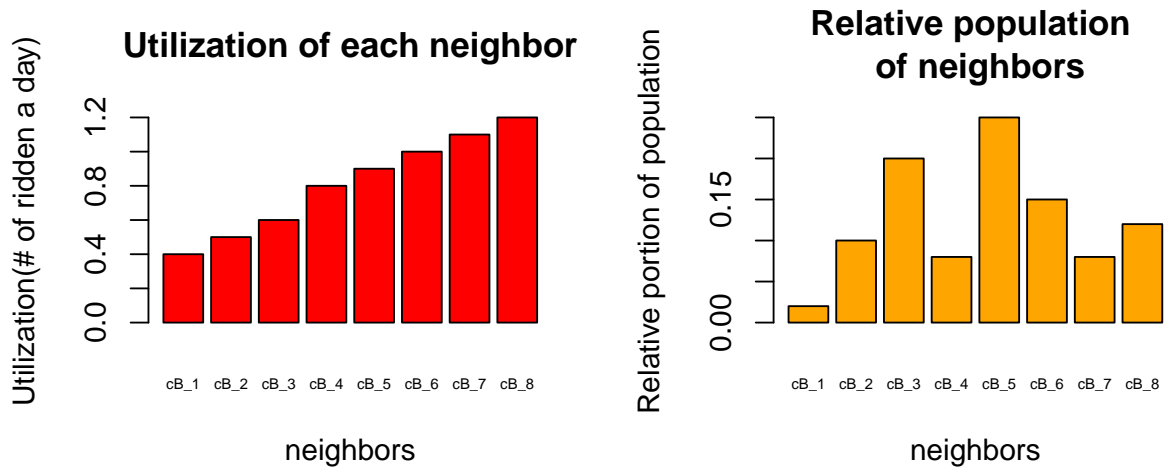 Utilization of each neighbor
Utilization(# of ridden a day)
1.2
0.8
0.4
0.0
cB_1 cB_2 cB_3 cB_4 cB_5 cB_6 cB_7 cB_8
neighbors
Relative population
of neighbors
Relative portion of population
0.15
0.00
cB_1 cB_2 cB_3 cB_4 cB_5 cB_6 cB_7 cB_8
neighbors